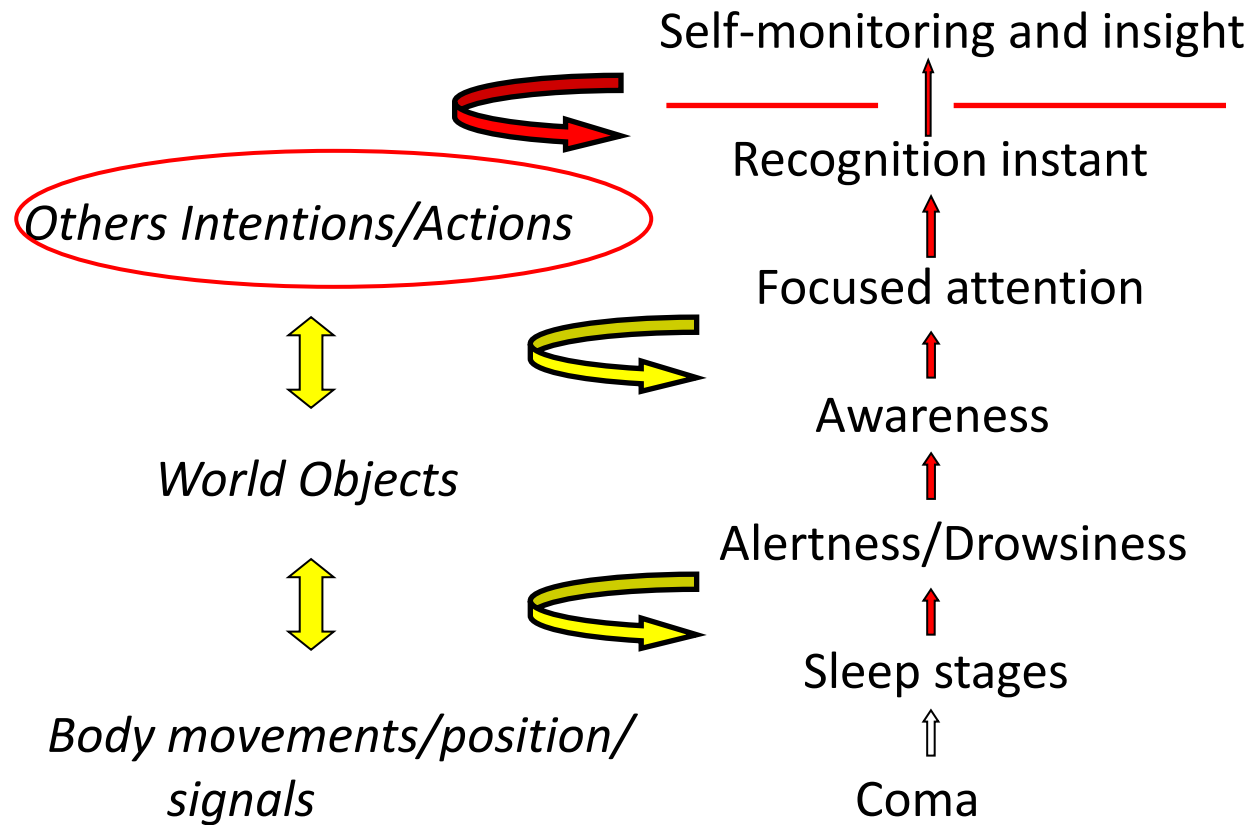 Self-monitoring and insight
Recognition instant
Others Intentions/Actions
Focused attention
Awareness
World Objects
Alertness/Drowsiness
Sleep stages
Body movements/position/
signals
Coma